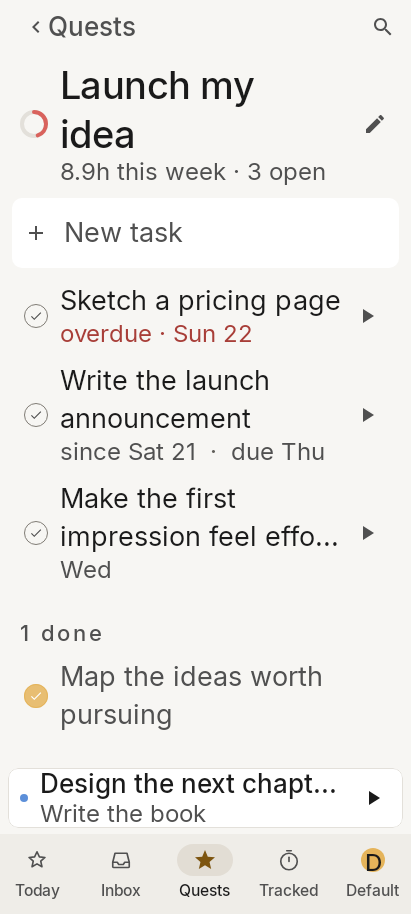 Quests
Launch my
idea
8.9h this week · 3 open
New task
Sketch a pricing page
overdue · Sun 22
Write the launch
announcement
since Sat 21 · due Thu
Make the first
impression feel effo…
Wed
1 done
Map the ideas worth
pursuing
Design the next chapt…
Write the book
Today Inbox Quests Tracked D Default